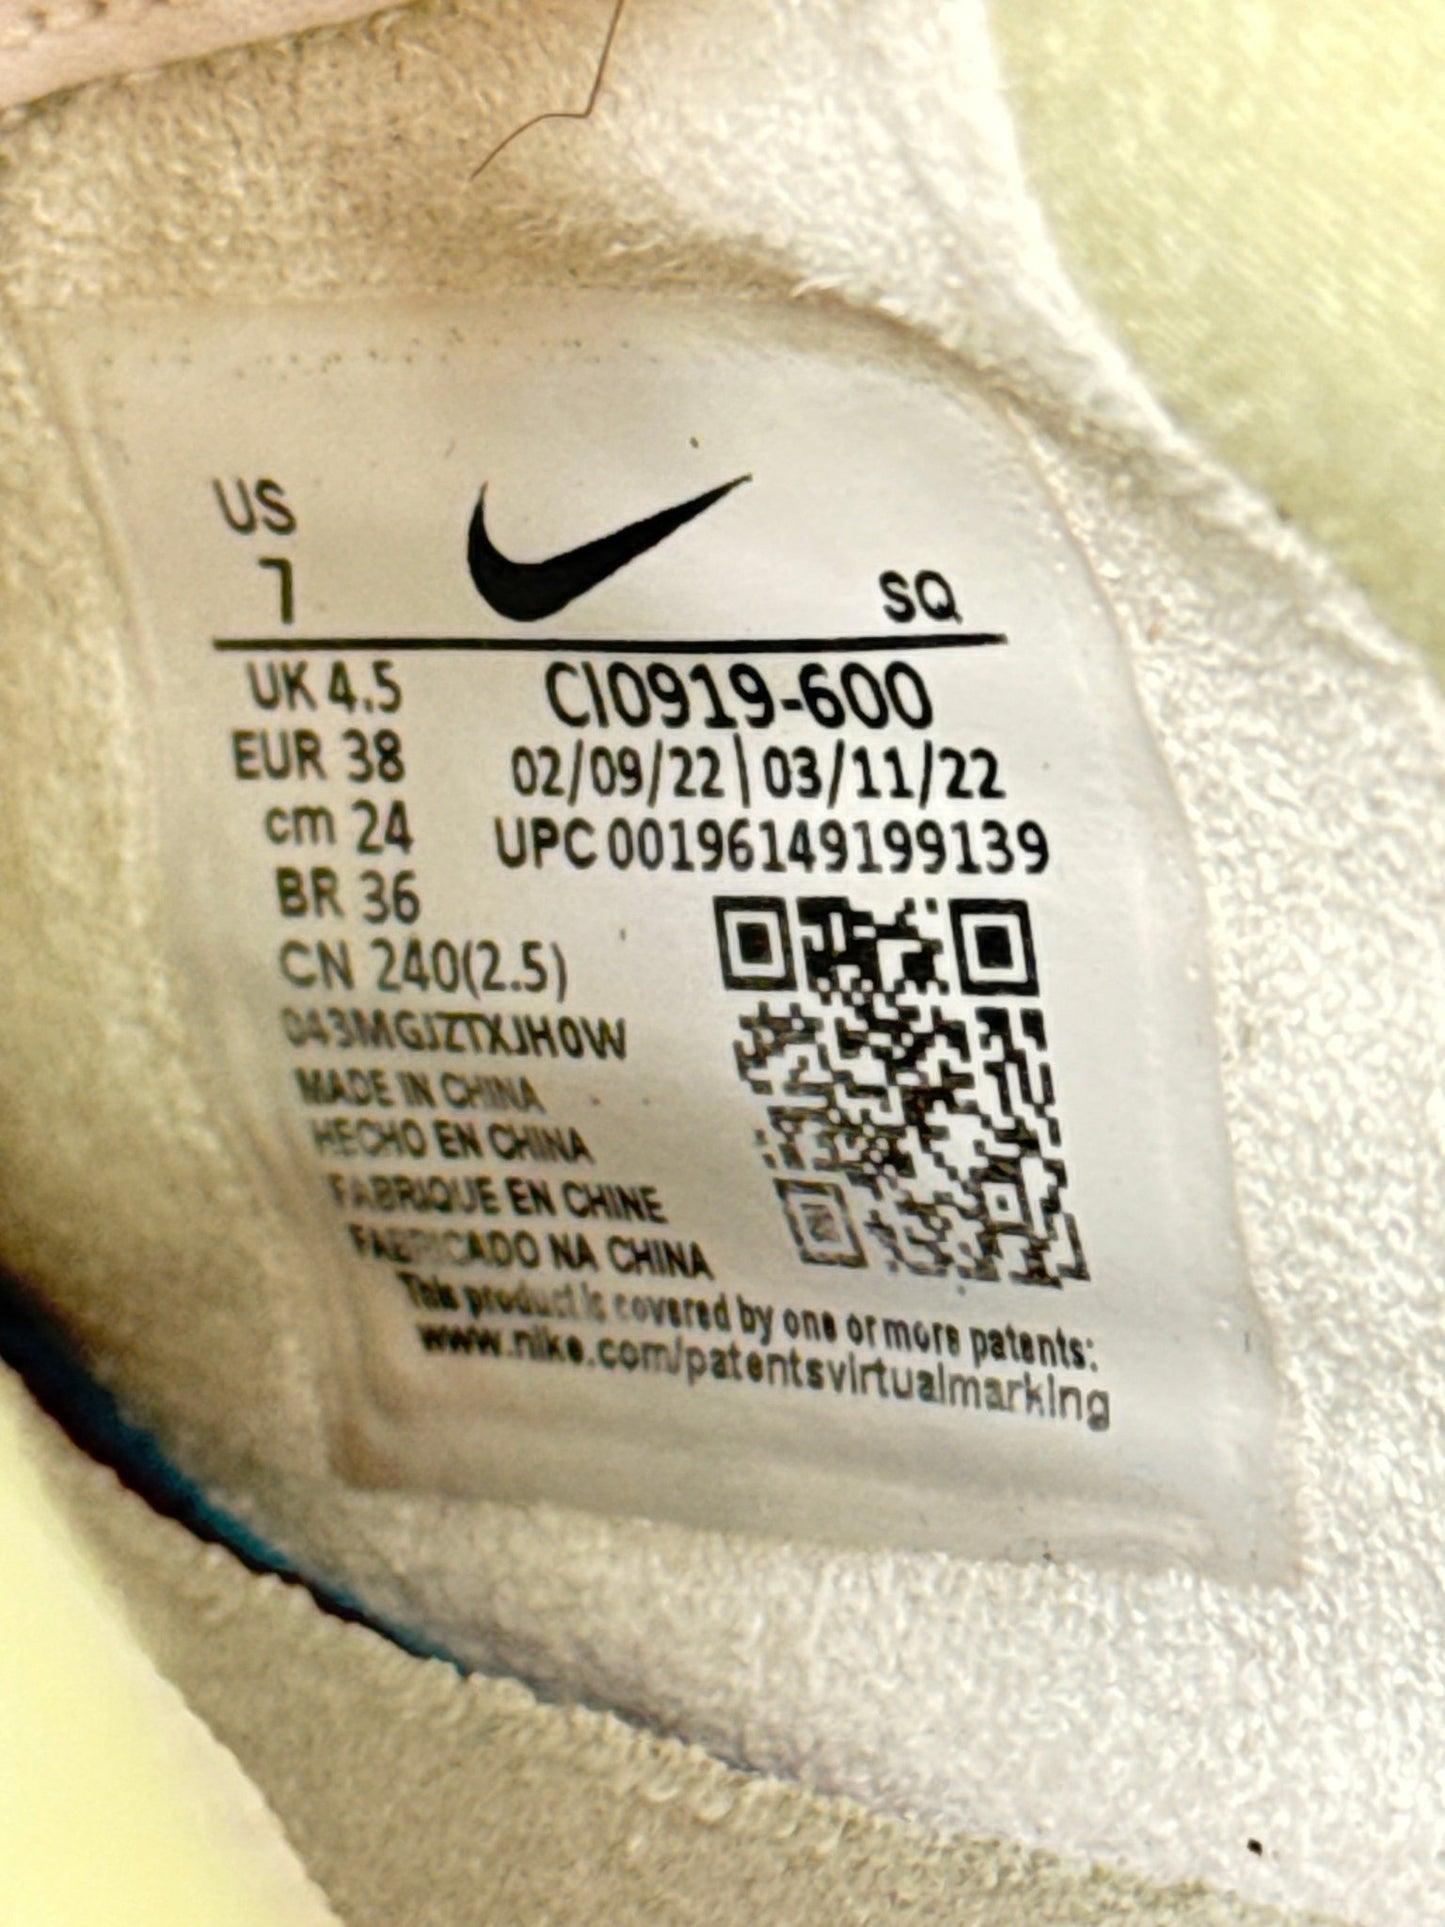 US
7
SQ
UK 4.5
CI0919-600
EUR 38
02/09/22\03/11/22
cm 24
UPC 00196149199139
BR 36
CN 240(2.5)
043MGJZTXJH0W
MADE IN CHINA
HECHO EN CHINA
FABRIQUE EN CHINE
FABRICADO NA CHINA
This product is covered by one or more patents:
www.nike.com/patentsvirtualmarking